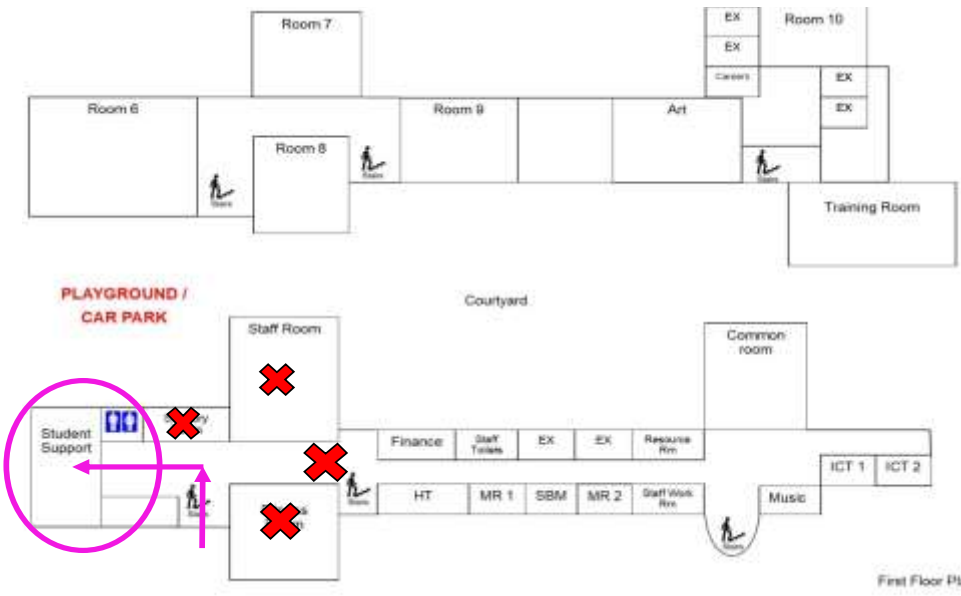 EX
Room 10
Room 7
EX
Careers
EX
Room 6
Room 9
Art
EX
Room 8
Stairs
Stairs
Stairs
Training Room
PLAYGROUND /
CAR PARK
Courtyard
Staff Room
Common
room
Student
Support
Finance
Staff
Toilets
EX
EX
Resource
Rm
ICT 1
ICT 2
HT
MR 1
SBM
MR 2
Staff Work
Rm
Music
Stairs
Stairs
Stairs
First Floor Pl